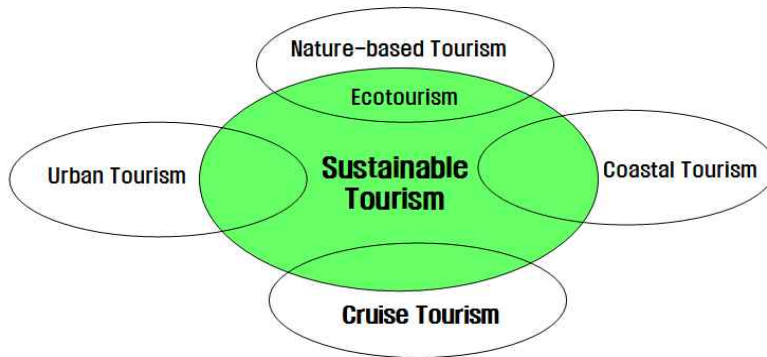 Nature-based Tourism
Ecotourism
Urban Tourism
Sustainable
Tourism
Coastal Tourism
Cruise Tourism